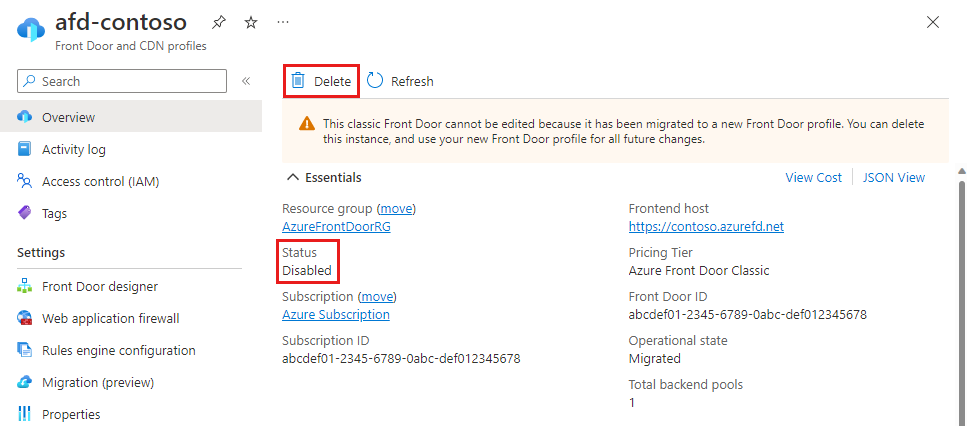 afd-contoso
Front Door and CDN profiles
Search
Overview
Activity log
Access control (IAM)
Tags
Settings
Front Door designer
Web application firewall
Rules engine configuration
Migration (preview)
Properties
Delete
Refresh
This classic Front Door cannot be edited because it has been migrated to a new Front Door profile. You can delete
this instance, and use your new Front Door profile for all future changes.
Essentials
View Cost
JSON View
Resource group (move)
AzureFrontDoorRG
Status
Disabled
Subscription (move)
Azure Subscription
Subscription ID
abcdef01-2345-6789-0abc-def012345678
Frontend host
https://contoso.azurefd.net
Pricing Tier
Azure Front Door Classic
Front Door ID
abcdef01-2345-6789-0abc-def012345678
Operational state
Migrated
Total backend pools
1